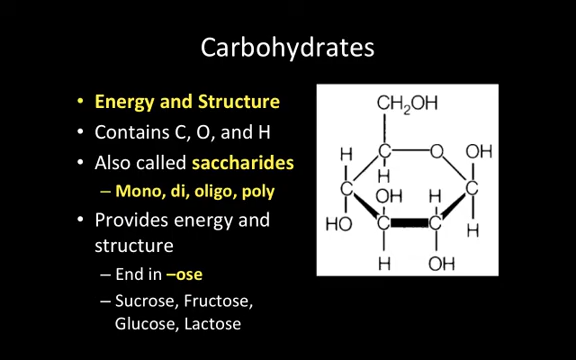 Carbohydrates
• Energy and Structure
• Contains C, O, and H
• Also called saccharides
– Mono, di, oligo, poly
• Provides energy and
structure
– End in –ose
– Sucrose, Fructose,
Glucose, Lactose
CH₂OH
H C O OH
H
C OH H C
HO C C H
H OH